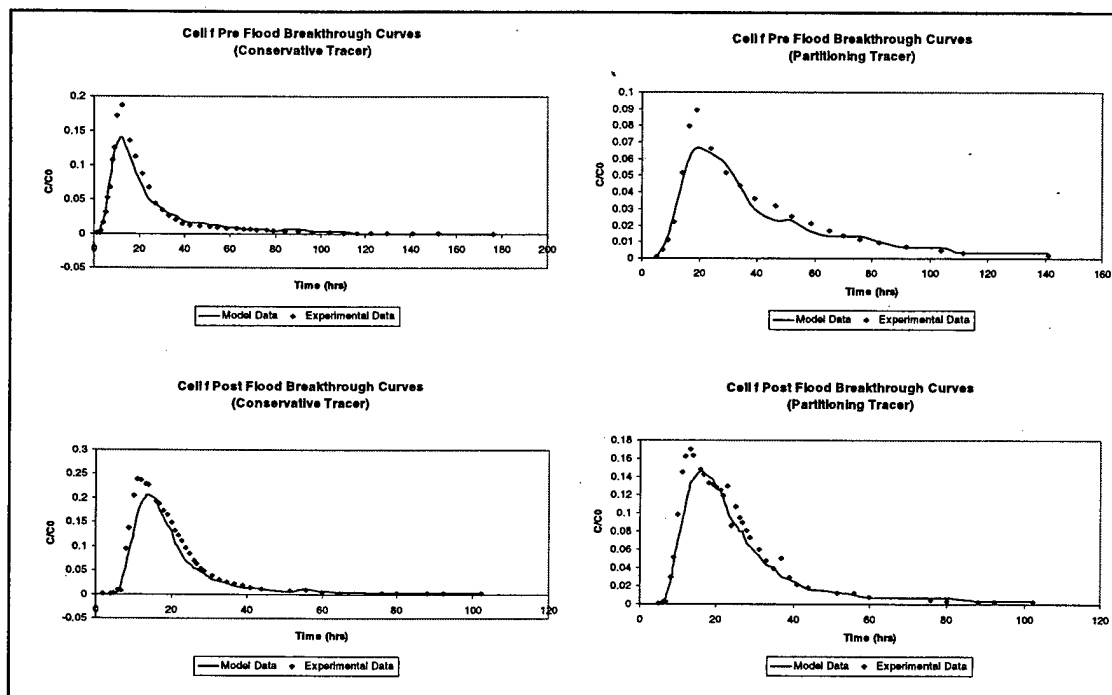 Cell f Pre Flood Breakthrough Curves
(Conservative Tracer)
0.2
0.15
0.1
0.05
0
-0.05
C/C0
0 20 40 60 80 100 120 140 160 180 200
Time (hrs)
Model Data Experimental Data
Cell f Pre Flood Breakthrough Curves
(Partitioning Tracer)
0.1
0.09
0.08
0.07
0.06
0.05
0.04
0.03
0.02
0.01
0
C/C0
0 20 40 60 80 100 120 140 160
Time (hrs)
Model Data Experimental Data
Cell f Post Flood Breakthrough Curves
(Conservative Tracer)
0.3
0.25
0.2
0.15
0.1
0.05
0
-0.05
C/C0
0 20 40 60 80 100 120
Time (hrs)
Model Data Experimental Data
Cell f Post Flood Breakthrough Curves
(Partitioning Tracer)
0.18
0.16
0.14
0.12
0.1
0.08
0.06
0.04
0.02
0
C/C0
0 20 40 60 80 100 120
Time (hrs)
Model Data Experimental Data